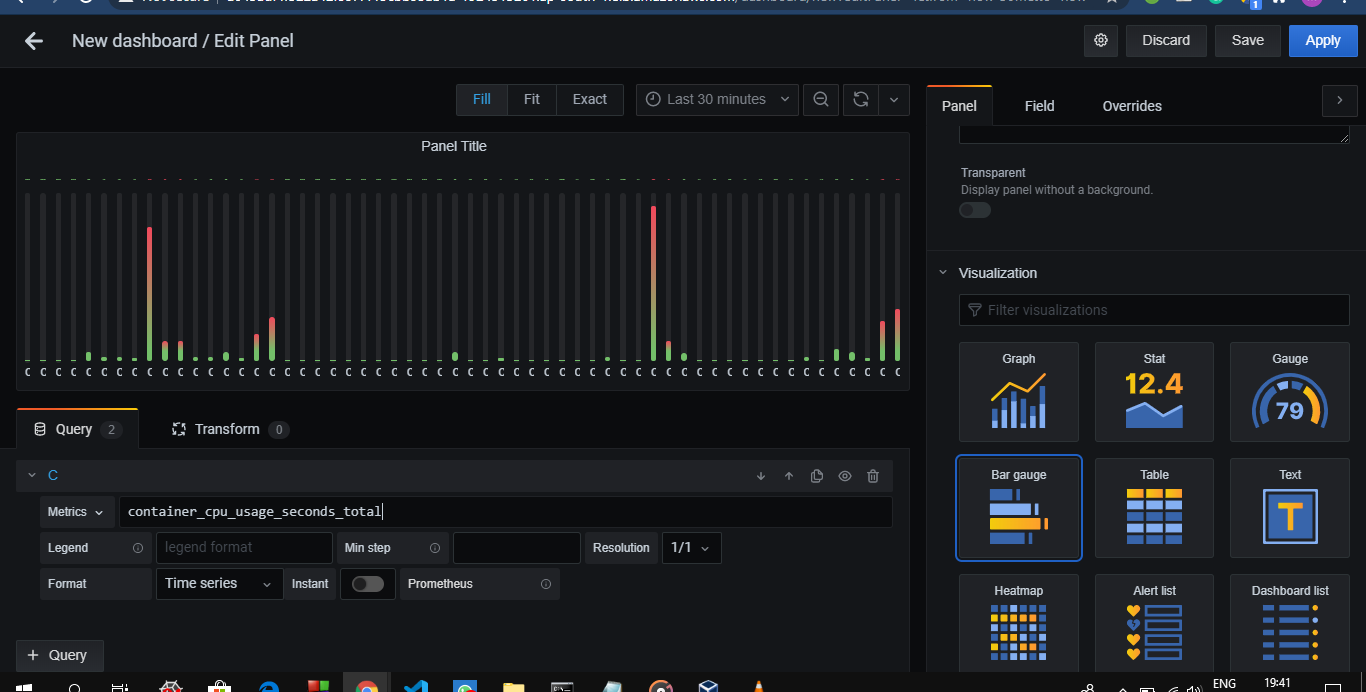 New dashboard / Edit Panel
Discard
Save
Apply
Fill
Fit
Exact
Last 30 minutes
Panel
Field
Overrides
Panel Title
Transparent
Display panel without a background.
Visualization
Filter visualizations
Graph
Stat
Gauge
12.4
79
Bar gauge
Table
Text
T
Heatmap
Alert list
Dashboard list
C C C C C C C C C C C C C C C C C C C C C C C C C C C C C C C C C C C C C C C C C C C C C C C C C C C C C C C C C C
Query 2
Transform 0
C
Metrics
container_cpu_usage_seconds_total
Legend
legend format
Min step
Resolution
1/1
Format
Time series
Instant
Prometheus
+ Query
ENG
19:41